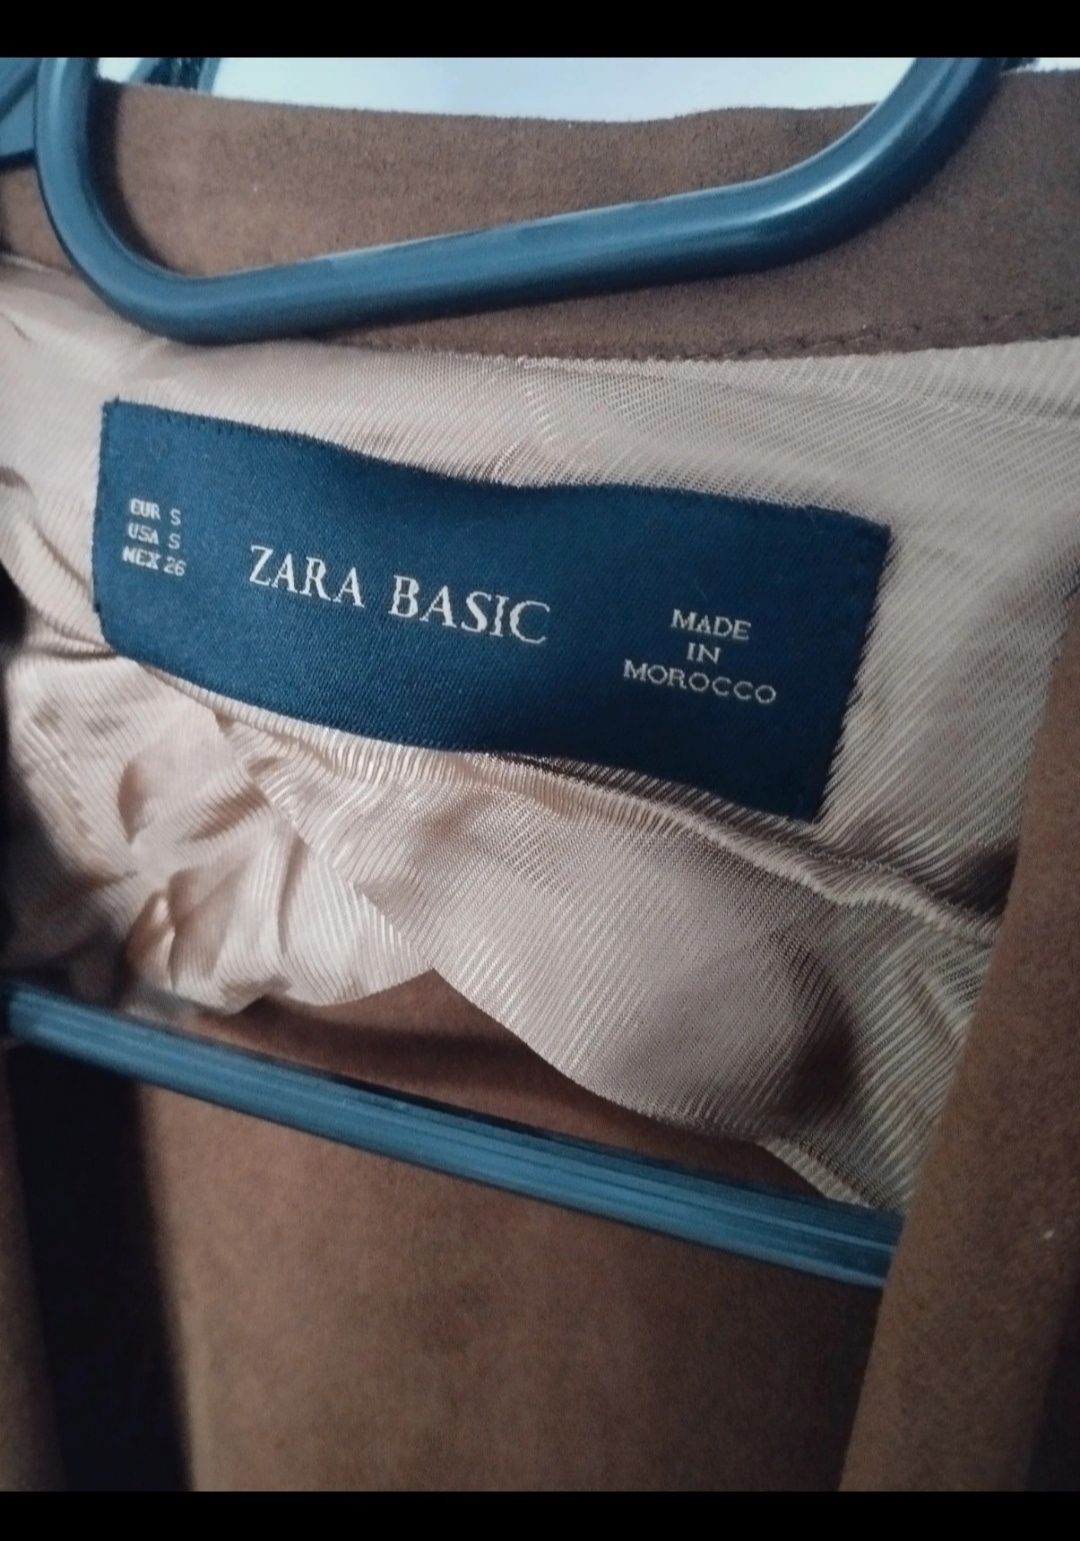 EUR S
USA S
MEX 26
ZARA BASIC
MADE
IN
MOROCCO